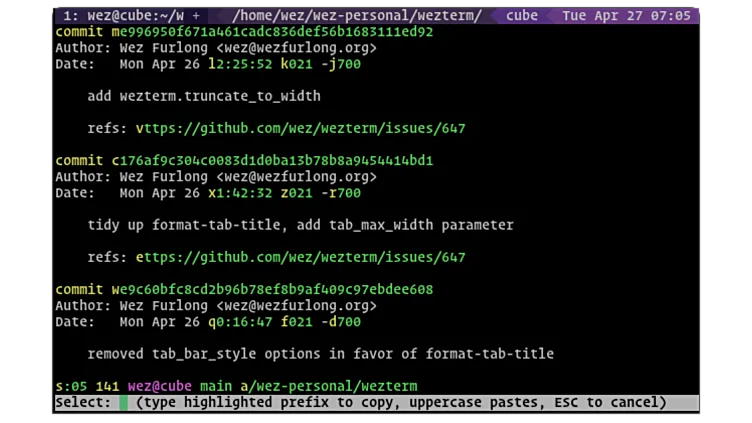 1: wez@cube:~/w + /home/wez/wez-personal/wezterm/ cube Tue Apr 27 07:05
commit me996950f671a461cadc836def56b1683111ed92
Author: Wez Furlong <wez@wezfurlong.org>
Date:   Mon Apr 26 l2:25:52 k021 -j700
add wezterm.truncate_to_width
refs: vttps://github.com/wez/wezterm/issues/647
commit c176af9c304c0083d1d0ba13b78b8a9454414bd1
Author: Wez Furlong <wez@wezfurlong.org>
Date:   Mon Apr 26 x1:42:32 z021 -r700
tidy up format-tab-title, add tab_max_width parameter
refs: ettps://github.com/wez/wezterm/issues/647
commit we9c60bfc8cd2b96b78ef8b9af409c97ebdee608
Author: Wez Furlong <wez@wezfurlong.org>
Date:   Mon Apr 26 q0:16:47 f021 -d700
removed tab_bar_style options in favor of format-tab-title
s:05 141 wez@cube main a/wez-personal/wezterm
Select: (type highlighted prefix to copy, uppercase pastes, ESC to cancel)